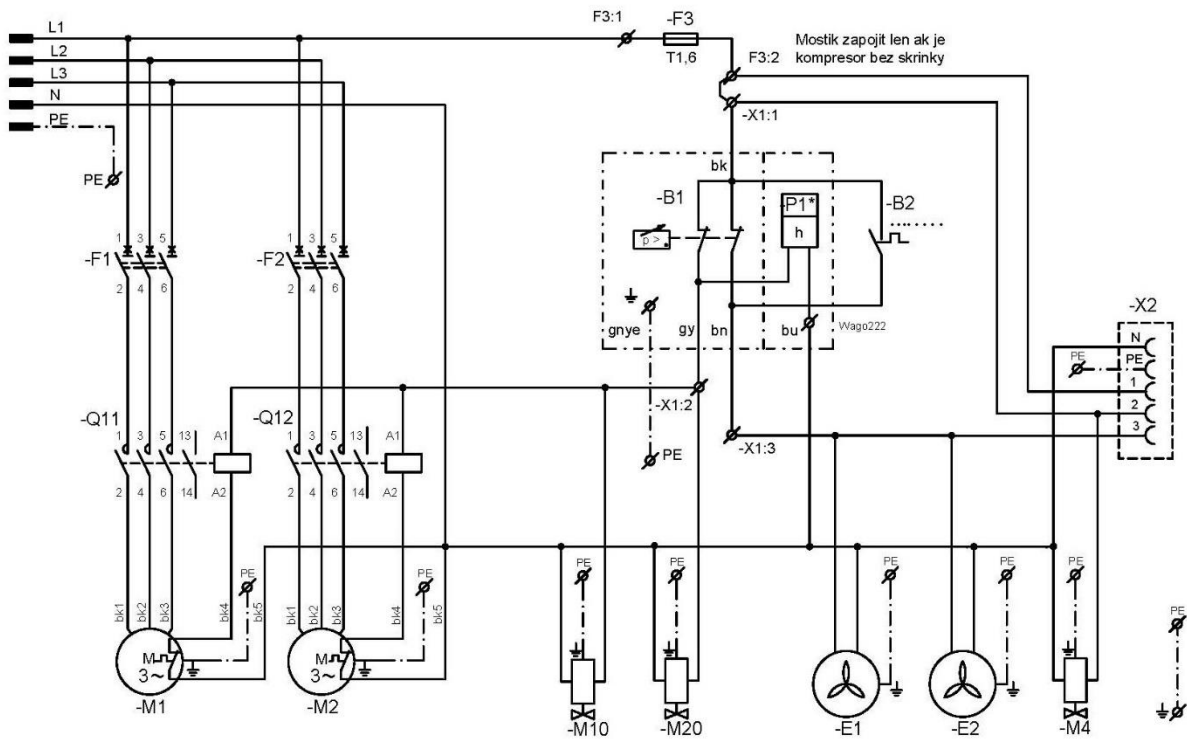 L1
L2
L3
N
PE
PE
F3:1
-F3
T1,6
F3:2
Mostik zapojit len ak je
kompresor bez skrinky
-X1:1
bk
-B1
p >
-P1*
h
-B2
1 3 5
-F1
2 4 6
1 3 5
-F2
2 4 6
gnye
gy
bn
bu
Wago222
-X2
N
PE
PE
1
2
3
-X1:2
-X1:3
PE
-Q11
1 3 5 13 A1
2 4 6 14 A2
-Q12
1 3 5 13 A1
2 4 6 14 A2
bk1
bk2
bk3
bk4
PE
bk5
bk1
bk2
bk3
bk4
PE
bk5
M
3~
-M1
M
3~
-M2
PE
-M10
PE
-M20
PE
-E1
PE
-E2
PE
-M4
PE